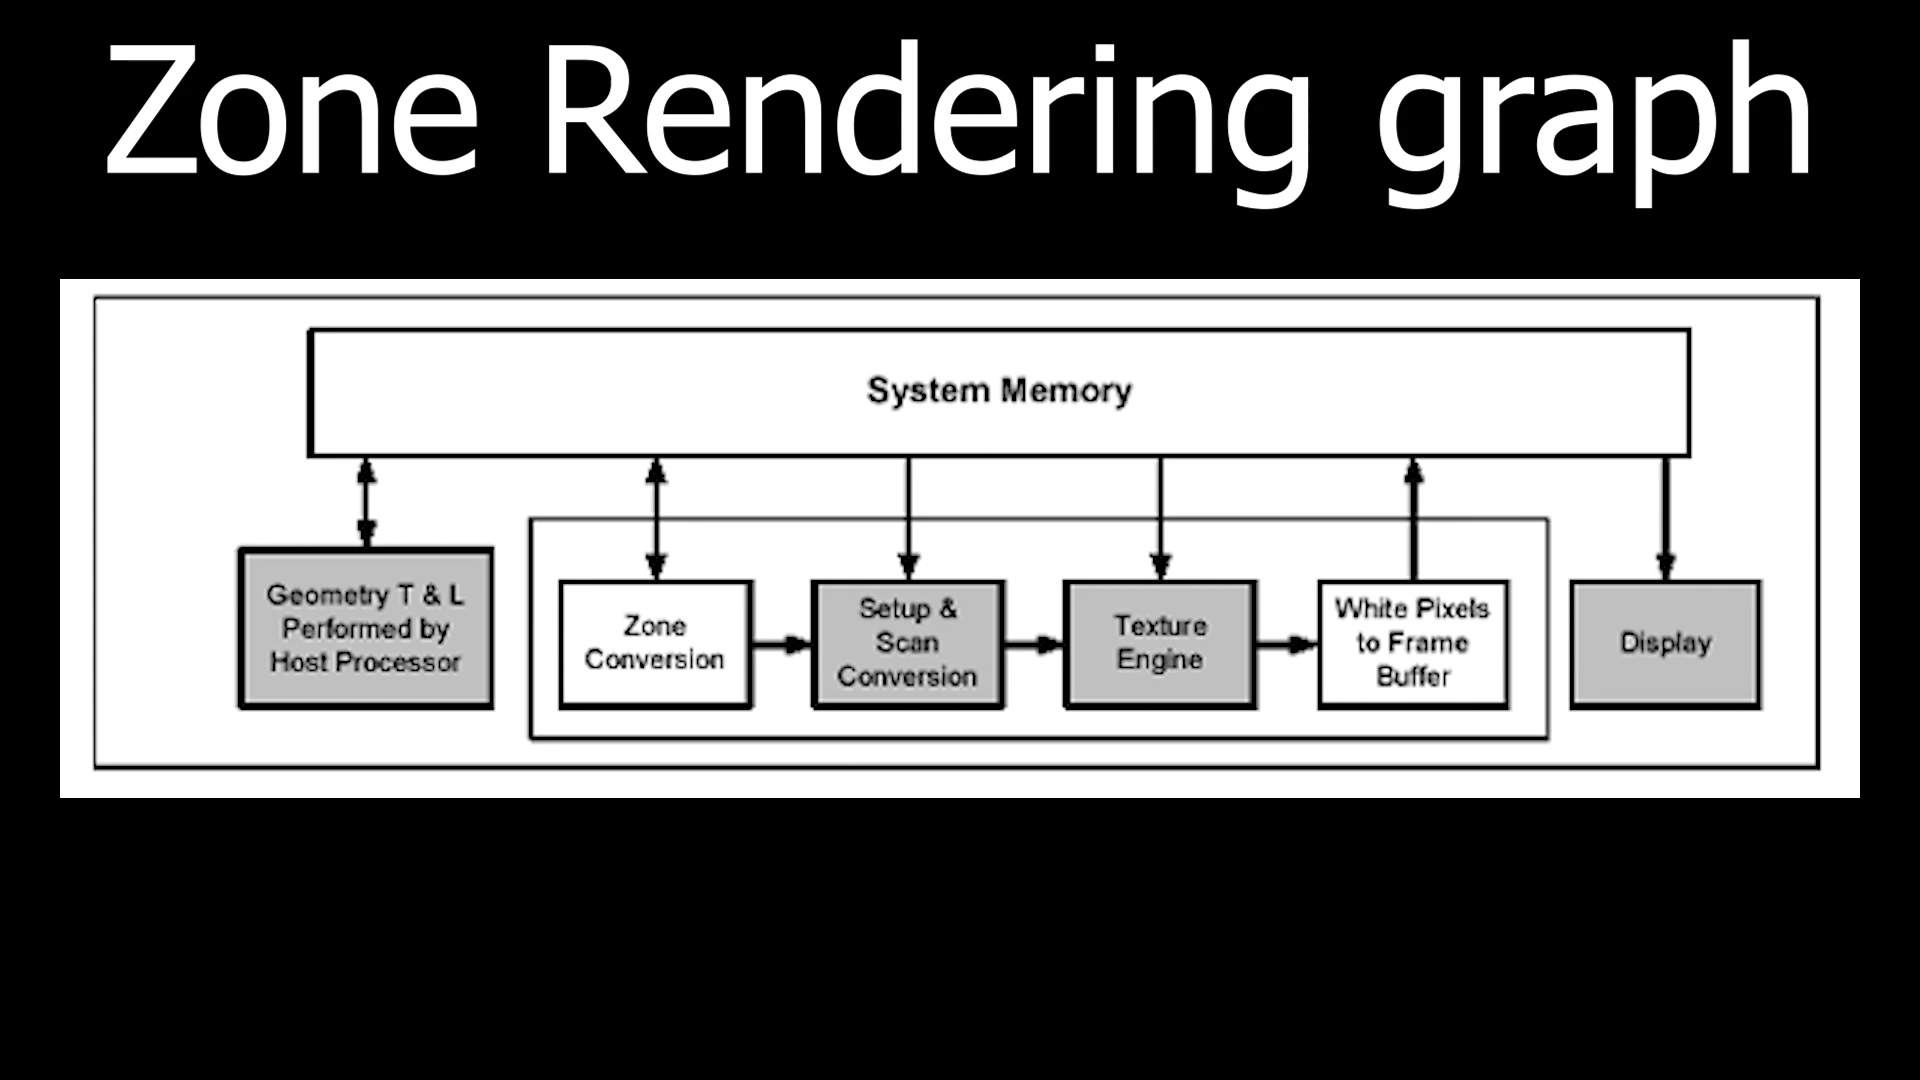 Zone Rendering graph
System Memory
Geometry T & L
Performed by
Host Processor
Zone
Conversion
Setup &
Scan
Conversion
Texture
Engine
White Pixels
to Frame
Buffer
Display